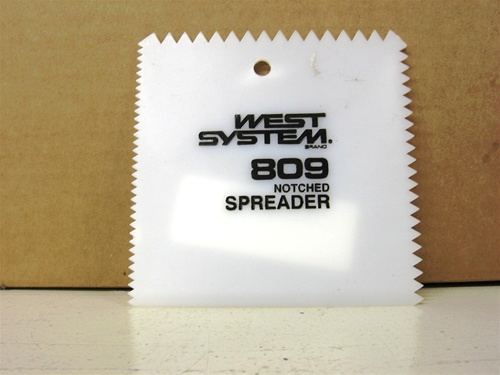 WEST
SYSTEM.
BRAND
809
NOTCHED
SPREADER